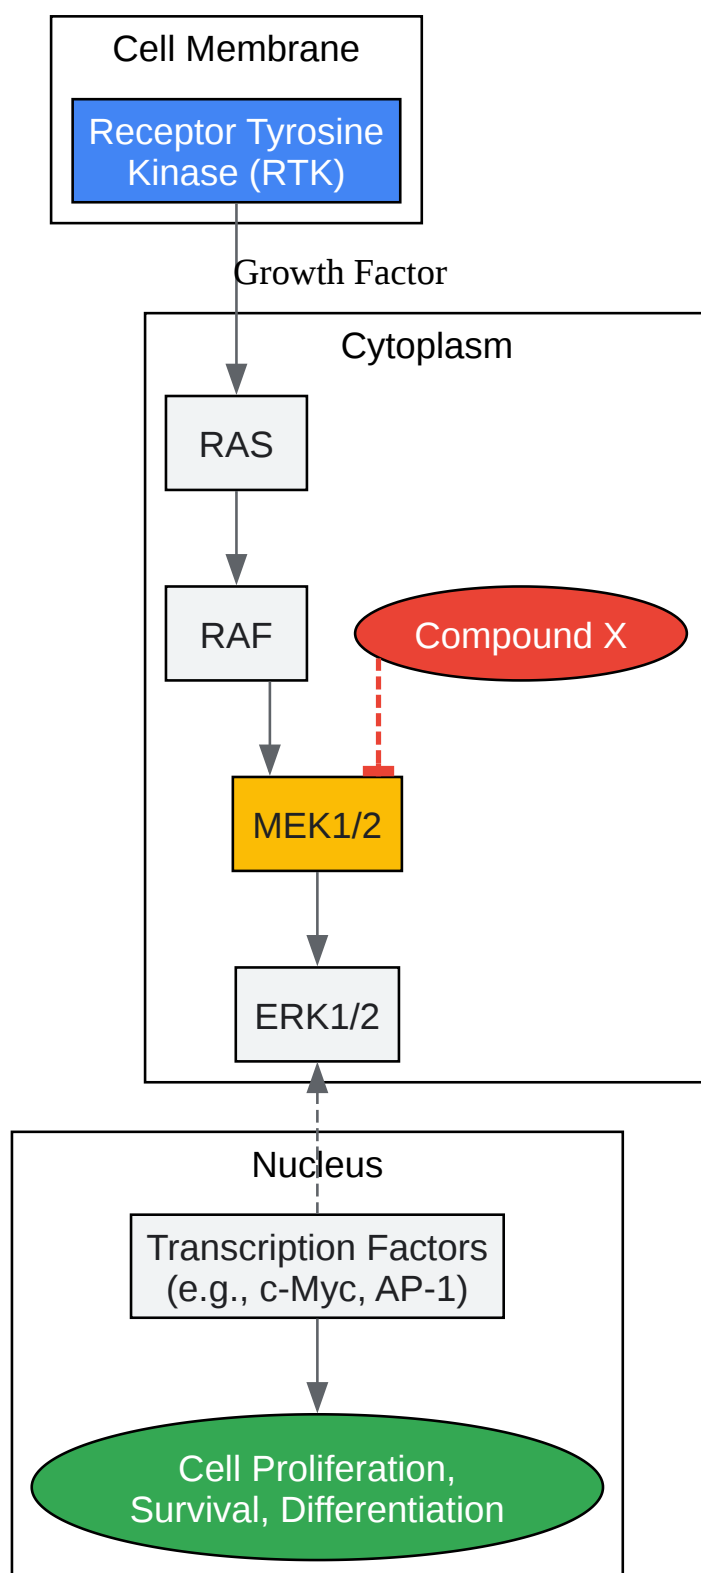 Cell Membrane
Receptor Tyrosine
Kinase (RTK)
Growth Factor
Cytoplasm
RAS
RAF
Compound X
MEK1/2
ERK1/2
Nucleus
Transcription Factors
(e.g., c-Myc, AP-1)
Cell Proliferation,
Survival, Differentiation